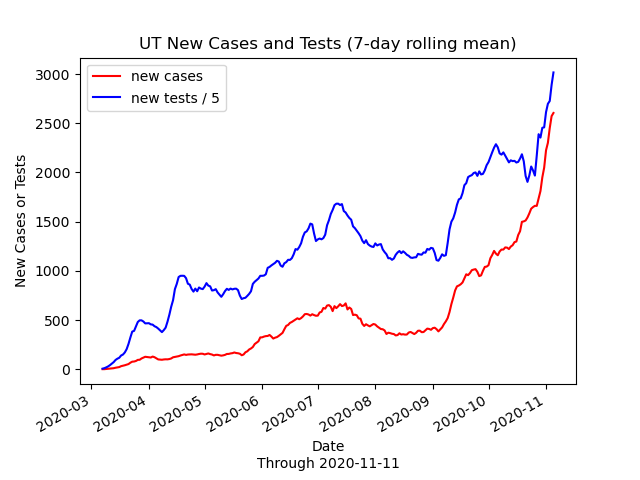 UT New Cases and Tests (7-day rolling mean)
new cases
new tests / 5
3000
2500
2000
1500
1000
500
0
New Cases or Tests
2020-03
2020-04
2020-05
2020-06
2020-07
2020-08
2020-09
2020-10
2020-11
Date
Through 2020-11-11